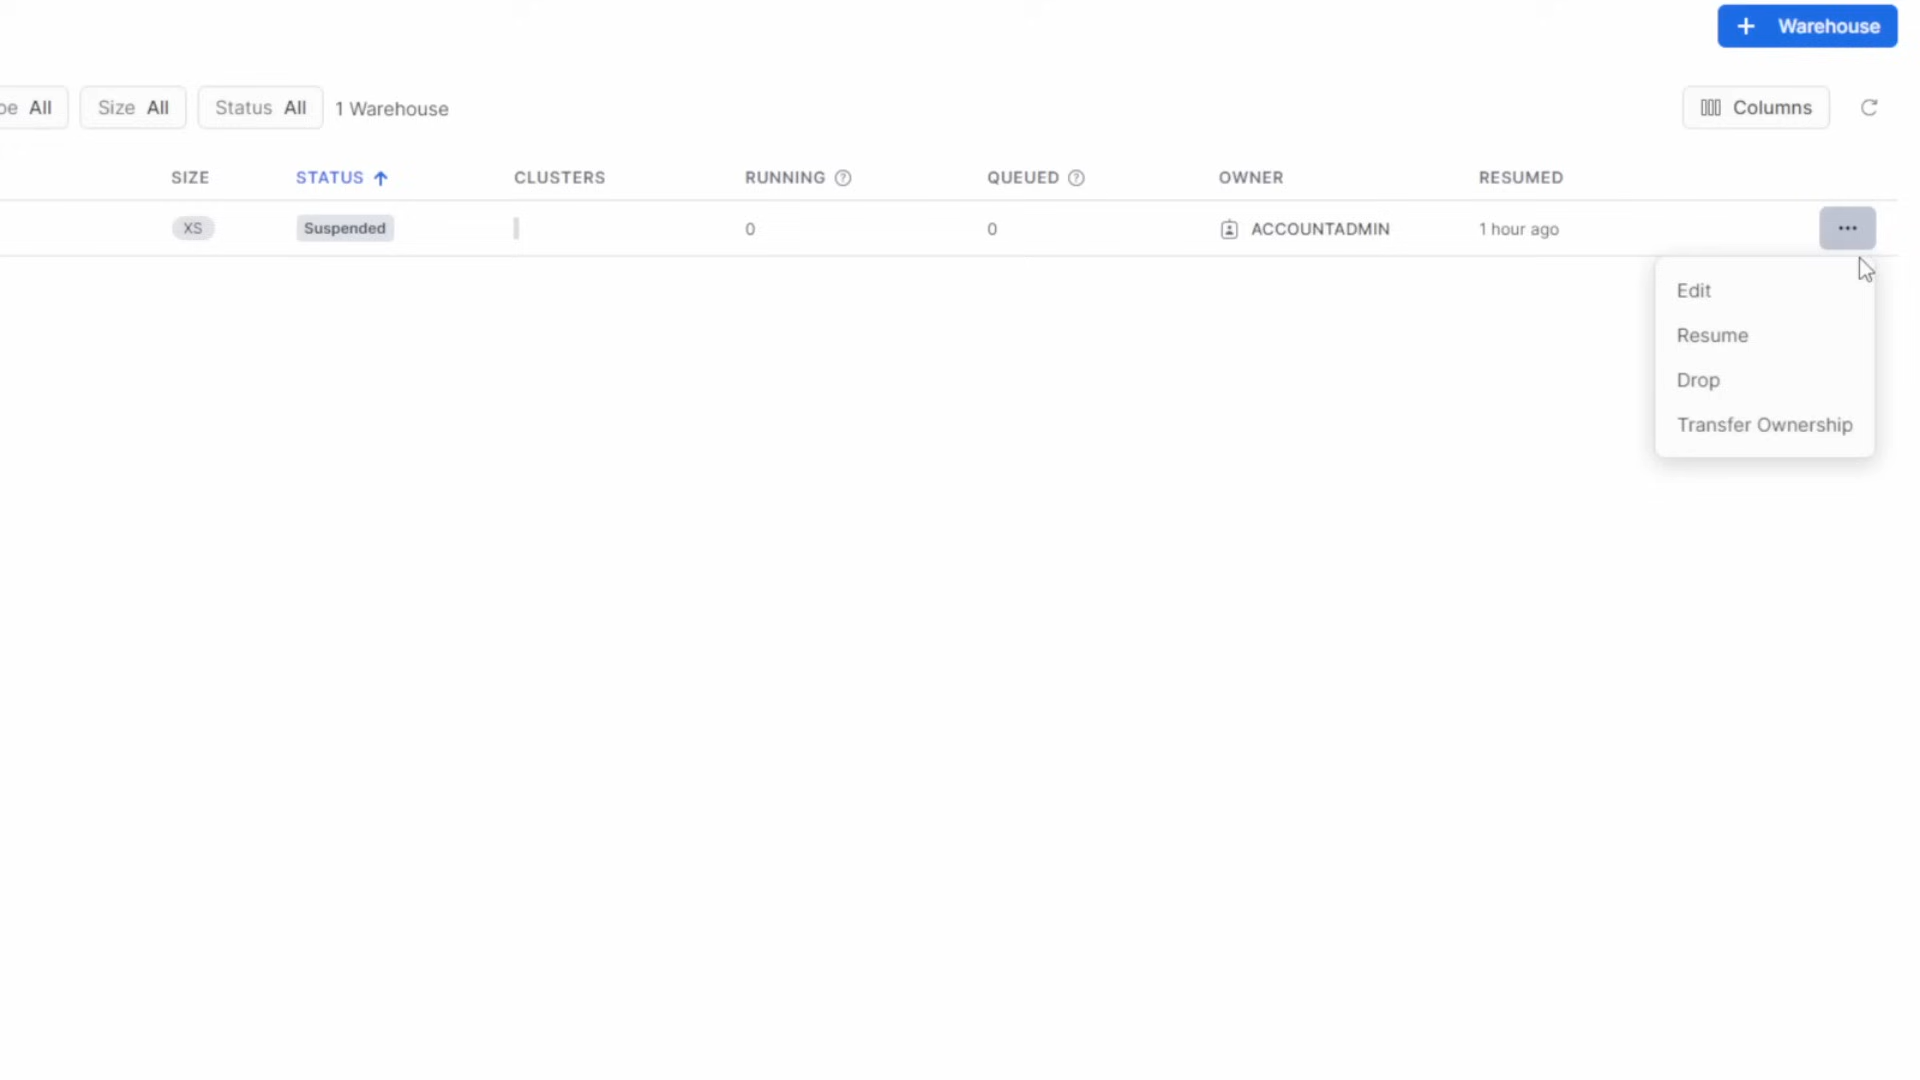 + Warehouse
All Size All Status All 1 Warehouse Columns
SIZE STATUS CLUSTERS RUNNING QUEUED OWNER RESUMED
XS Suspended 0 0 ACCOUNTADMIN 1 hour ago ...
Edit
Resume
Drop
Transfer Ownership